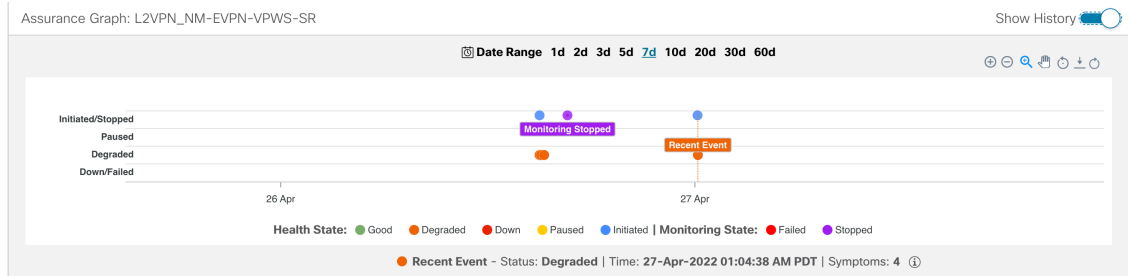 Assurance Graph: L2VPN_NM-EVPN-VPWS-SR Show History
Date Range 1d 2d 3d 5d 7d 10d 20d 30d 60d
Initiated/Stopped
Monitoring Stopped
Paused
Recent Event
Degraded
Down/Failed
26 Apr 27 Apr
Health State: Good Degraded Down Paused Initiated | Monitoring State: Failed Stopped
Recent Event - Status: Degraded | Time: 27-Apr-2022 01:04:38 AM PDT | Symptoms: 4